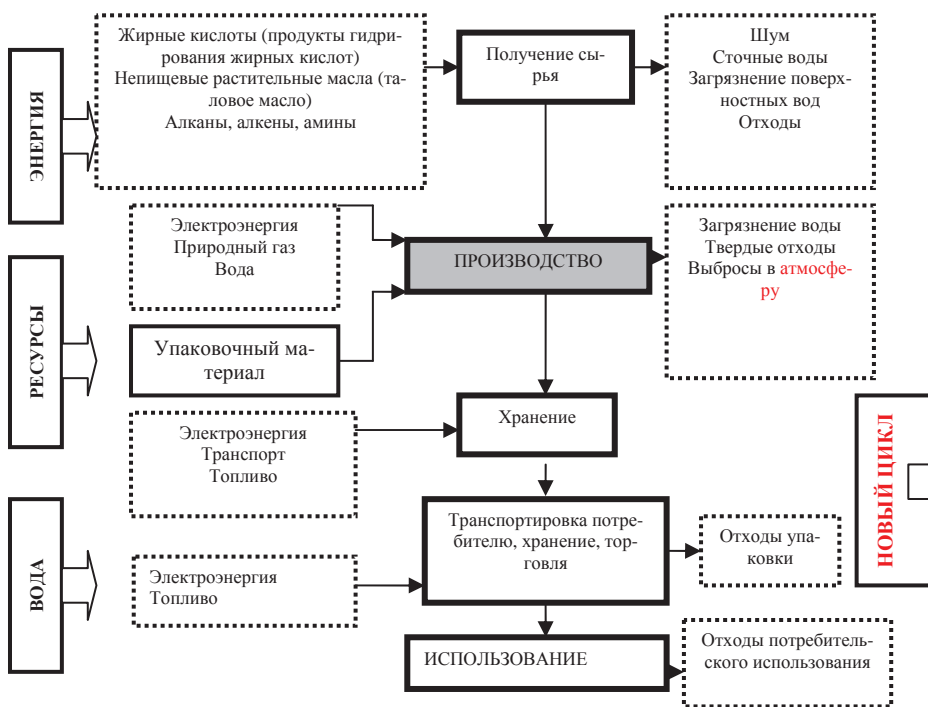 ЭНЕРГИЯ
Жирные кислоты (продукты гидри-
рования жирных кислот)
Непищевые растительные масла (та-
ловое масло)
Алканы, алкены, амины
Получение сы-
рья
Шум
Сточные воды
Загрязнение поверх-
ностных вод
Отходы
Электроэнергия
Природный газ
Вода
ПРОИЗВОДСТВО
Загрязнение воды
Твердые отходы
Выбросы в атмосфе-
ру
РЕСУРСЫ
Упаковочный ма-
териал
Электроэнергия
Транспорт
Топливо
Хранение
НОВЫЙ ЦИКЛ
ВОДА
Электроэнергия
Топливо
Транспортировка потре-
бителю, хранение, тор-
говля
Отходы упа-
ковки
ИСПОЛЬЗОВАНИЕ
Отходы потребитель-
ского использования